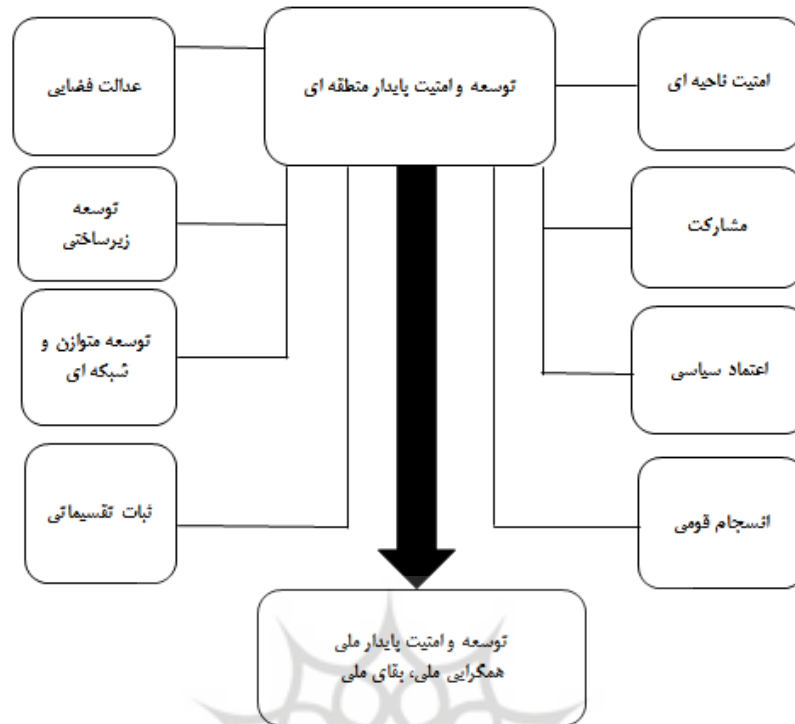 توسعه و امنیت پایدار منطقه ای
امنیت ناحیه ای
مشارکت
اعتماد سیاسی
انسجام قومی
عدالت فضایی
توسعه
زیرساختی
توسعه متوازن و
شبکه ای
ثبات تقسیماتی
توسعه و امنیت پایدار ملی
همگرایی ملی، بقای ملی